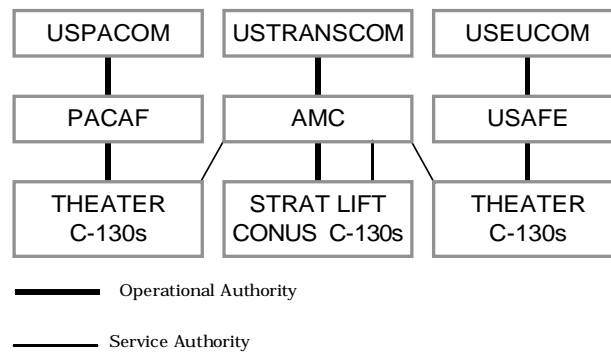 USPACOM
USTRANSCOM
USEUCOM
PACAF
AMC
USAFE
THEATER
C-130s
STRAT LIFT
CONUS C-130s
THEATER
C-130s
Operational Authority
Service Authority